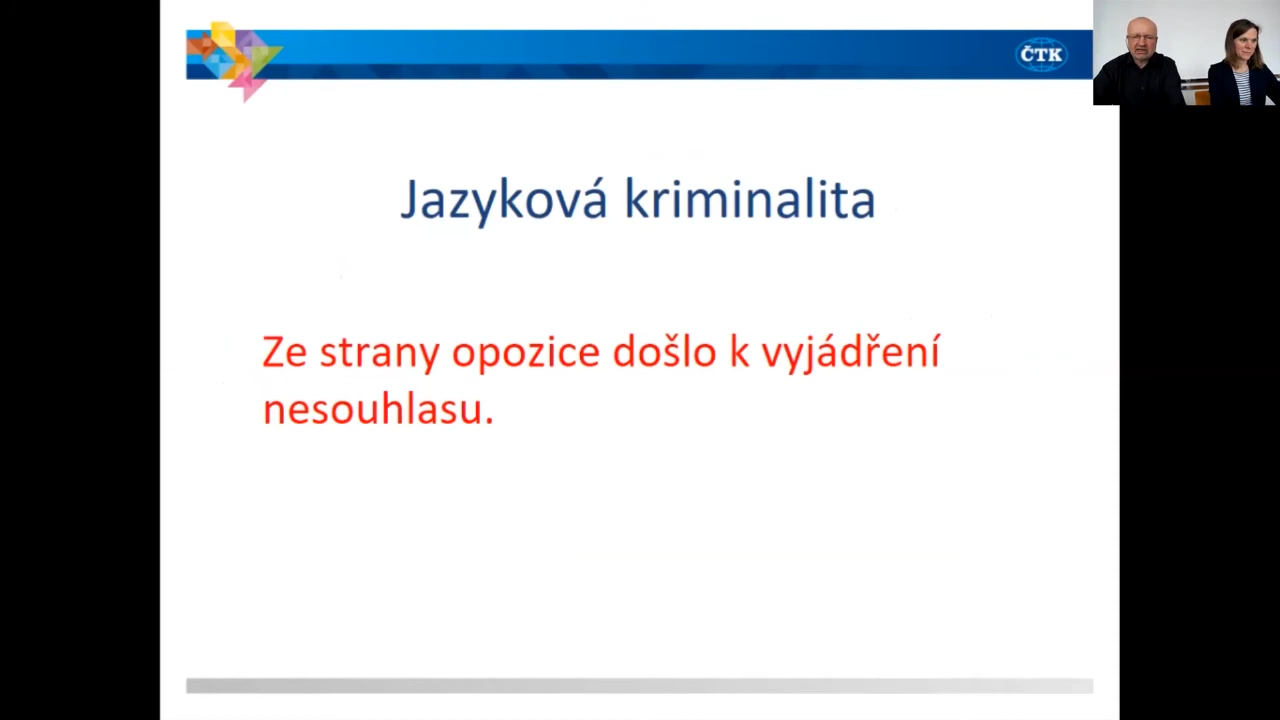 ČTK
Jazyková kriminalita
Ze strany opozice došlo k vyjádření
nesouhlasu.